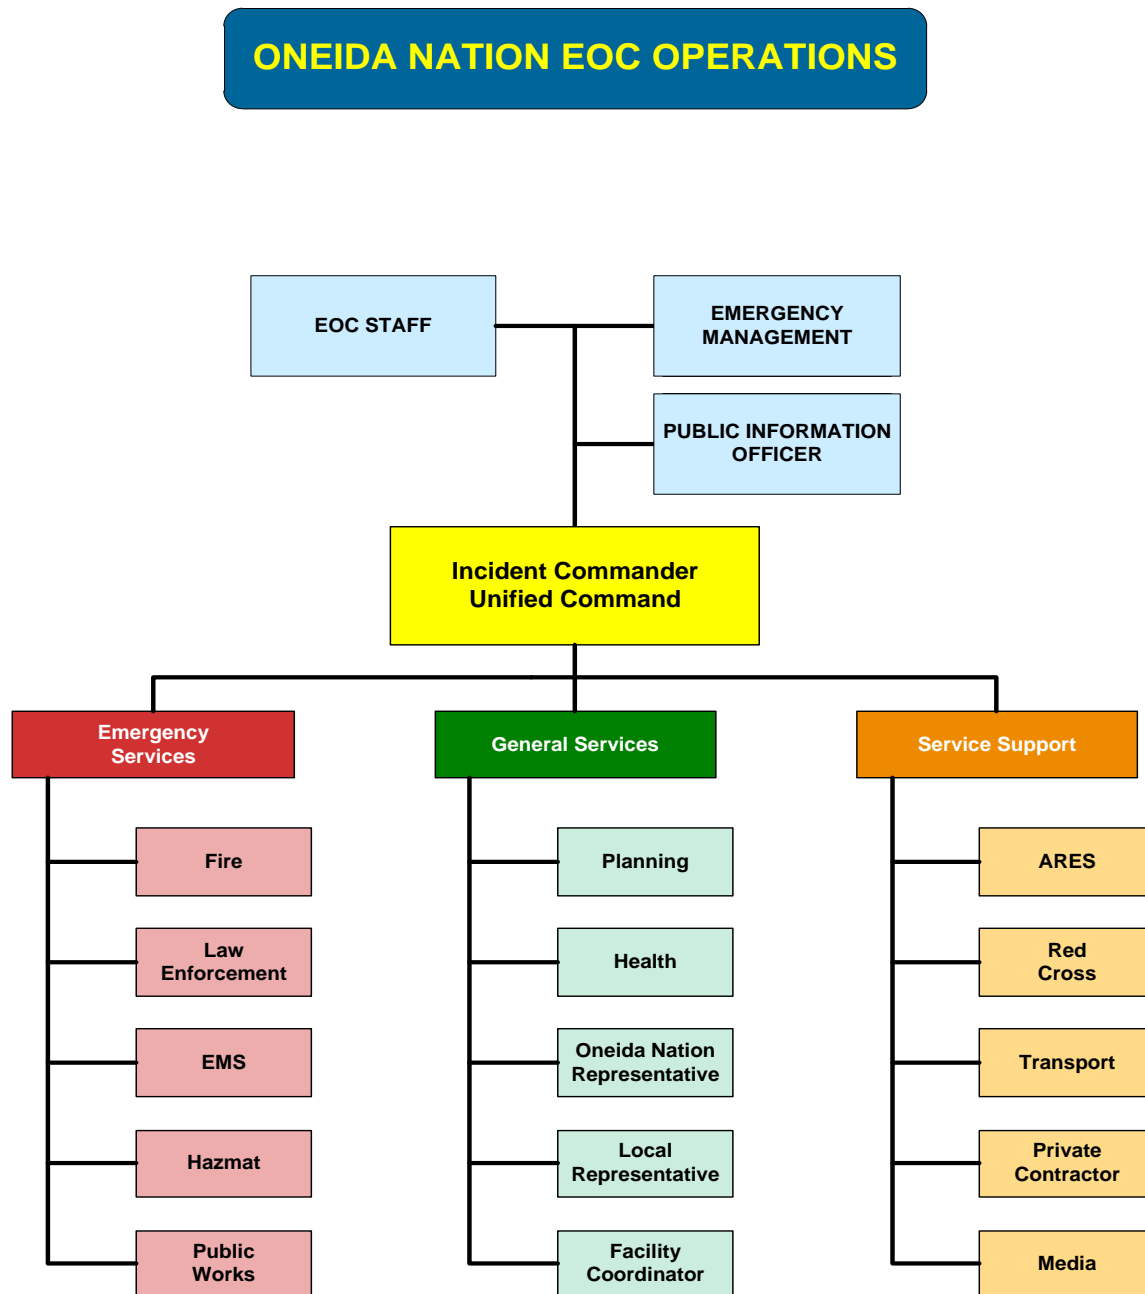 ONEIDA NATION EOC OPERATIONS
EOC STAFF
EMERGENCY
MANAGEMENT
PUBLIC INFORMATION
OFFICER
Incident Commander
Unified Command
Emergency
Services
General Services
Service Support
Fire
Planning
ARES
Law
Enforcement
Health
Red
Cross
EMS
Oneida Nation
Representative
Transport
Hazmat
Local
Representative
Private
Contractor
Public
Works
Facility
Coordinator
Media